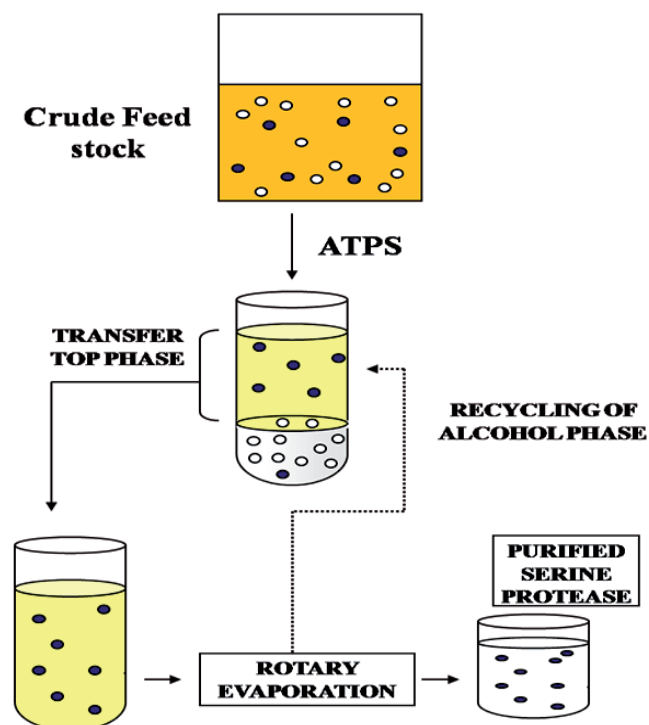 Crude Feed
stock
ATPS
TRANSFER
TOP PHASE
RECYCLING OF
ALCOHOL PHASE
PURIFIED
SERINE
PROTEASE
ROTARY
EVAPORATION